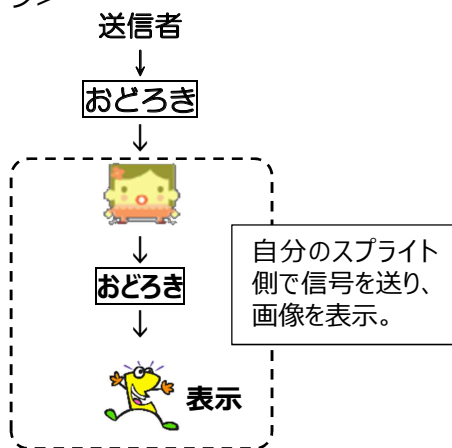 送信者
↓
おどろき
↓
↓
おどろき
↓
表示
自分のスプライト
側で信号を送り、
画像を表示。